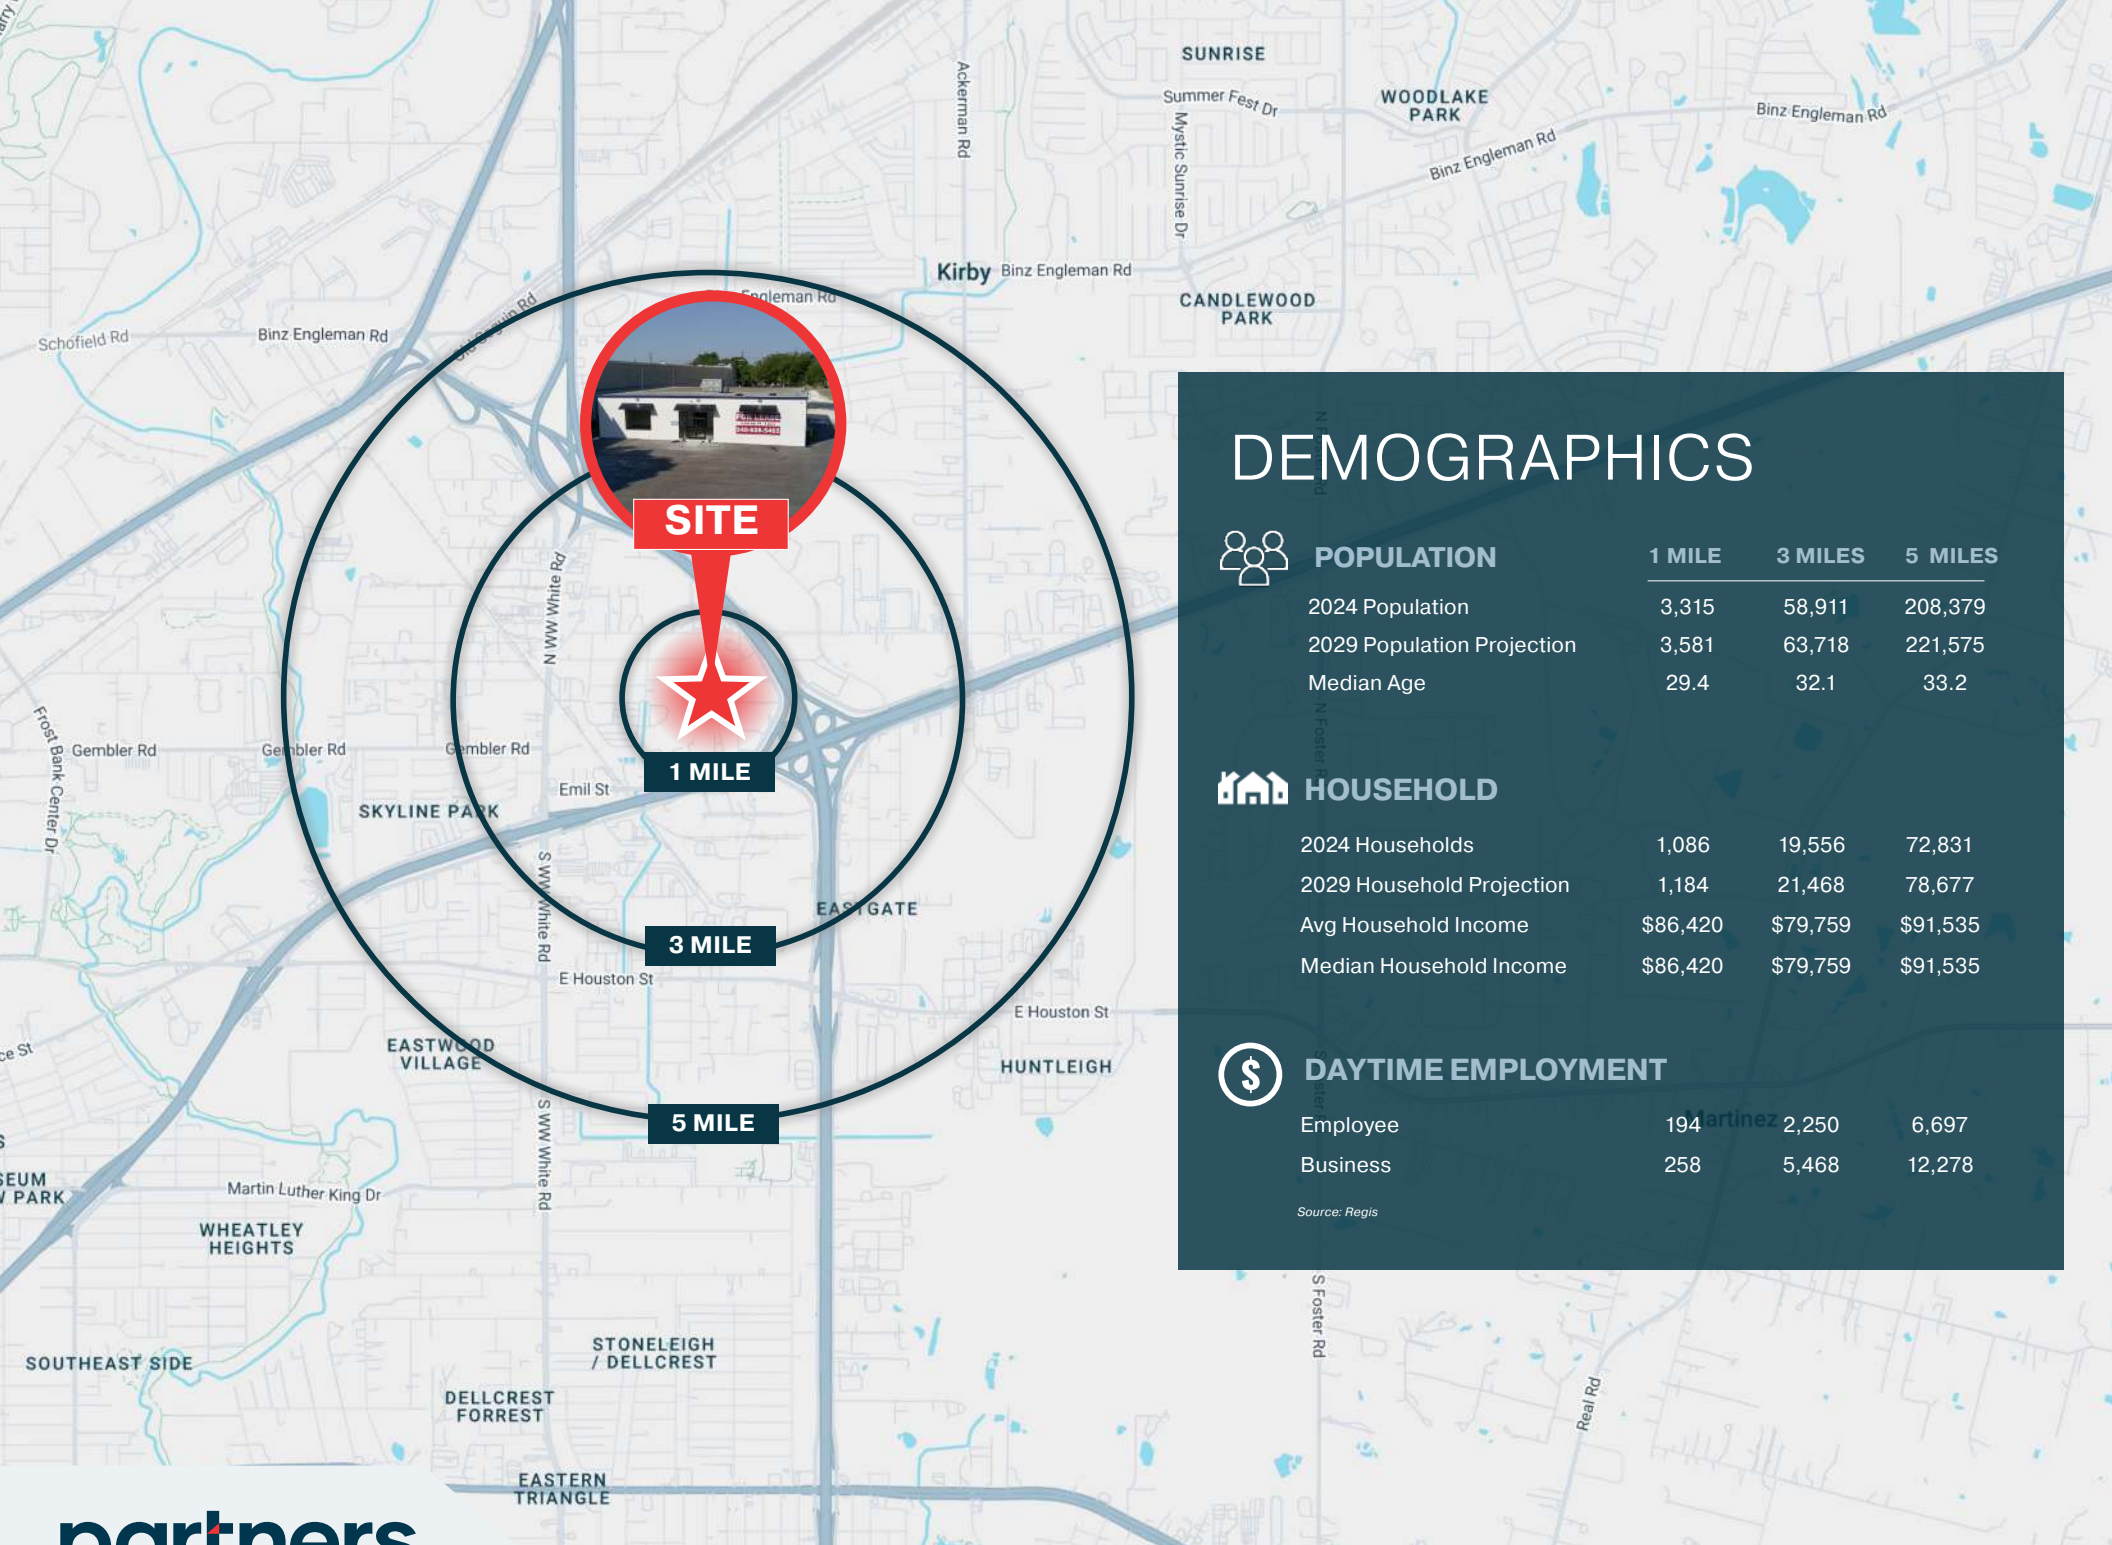 SUNRISE
Summer Fest Dr
WOODLAKE
PARK
Binz Engleman Rd
Binz Engleman Rd
Ackerman Rd
Mystic Sunrise Dr
Kirby
Binz Engleman Rd
CANDLEWOOD
PARK
Engleman Rd
Schofield Rd
Binz Engleman Rd
FOR LEASE
SITE
N WW White Rd
Frost Bank Center Dr
Gembler Rd
Gembler Rd
Gembler Rd
1 MILE
Emil St
SKYLINE PARK
S WW White Rd
EASTGATE
3 MILE
E Houston St
E Houston St
EASTWOOD
VILLAGE
HUNTLEIGH
5 MILE
S WW White Rd
ce St
SEUM
PARK
Martin Luther King Dr
WHEATLEY
HEIGHTS
SOUTHEAST SIDE
STONELEIGH
/ DELLCREST
DELLCREST
FORREST
EASTERN
TRIANGLE
partners
DEMOGRAPHICS
POPULATION 1 MILE 3 MILES 5 MILES
2024 Population 3,315 58,911 208,379
2029 Population Projection 3,581 63,718 221,575
Median Age 29.4 32.1 33.2
N Foster R
HOUSEHOLD
2024 Households 1,086 19,556 72,831
2029 Household Projection 1,184 21,468 78,677
Avg Household Income $86,420 $79,759 $91,535
Median Household Income $86,420 $79,759 $91,535
DAYTIME EMPLOYMENT
Employee 194 2,250 6,697
Martinez
Business 258 5,468 12,278
Source: Regis
S Foster Rd
Real Rd